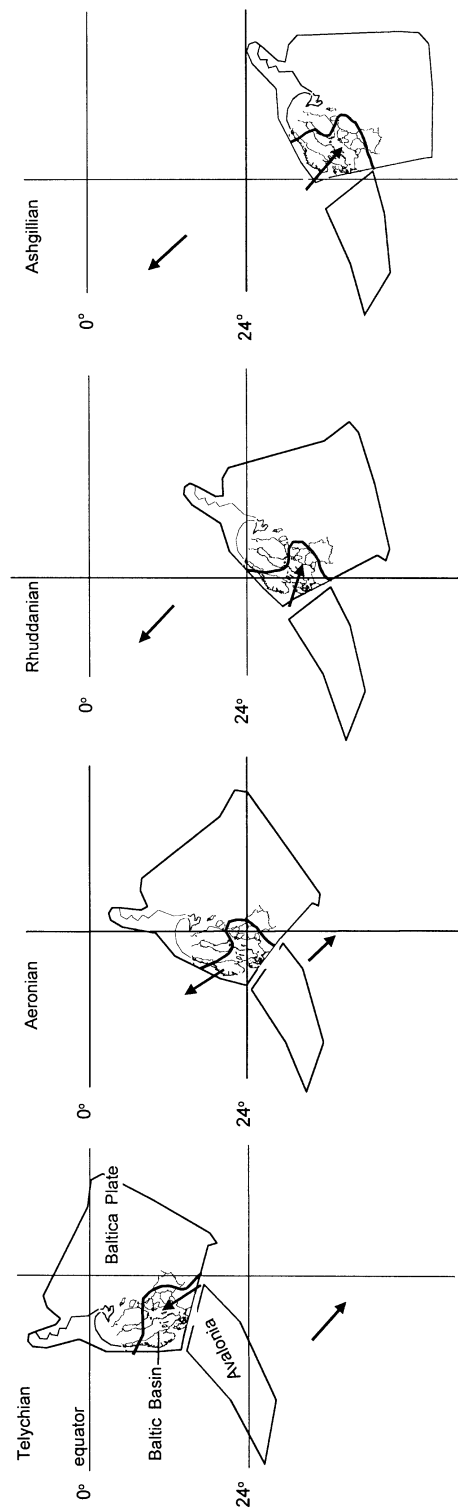 Telychian
0°
equator
Baltica Plate
Baltic Basin
Avalonia
24°
Aeronian
0°
24°
Rhuddanian
0°
24°
Ashgillian
0°
24°